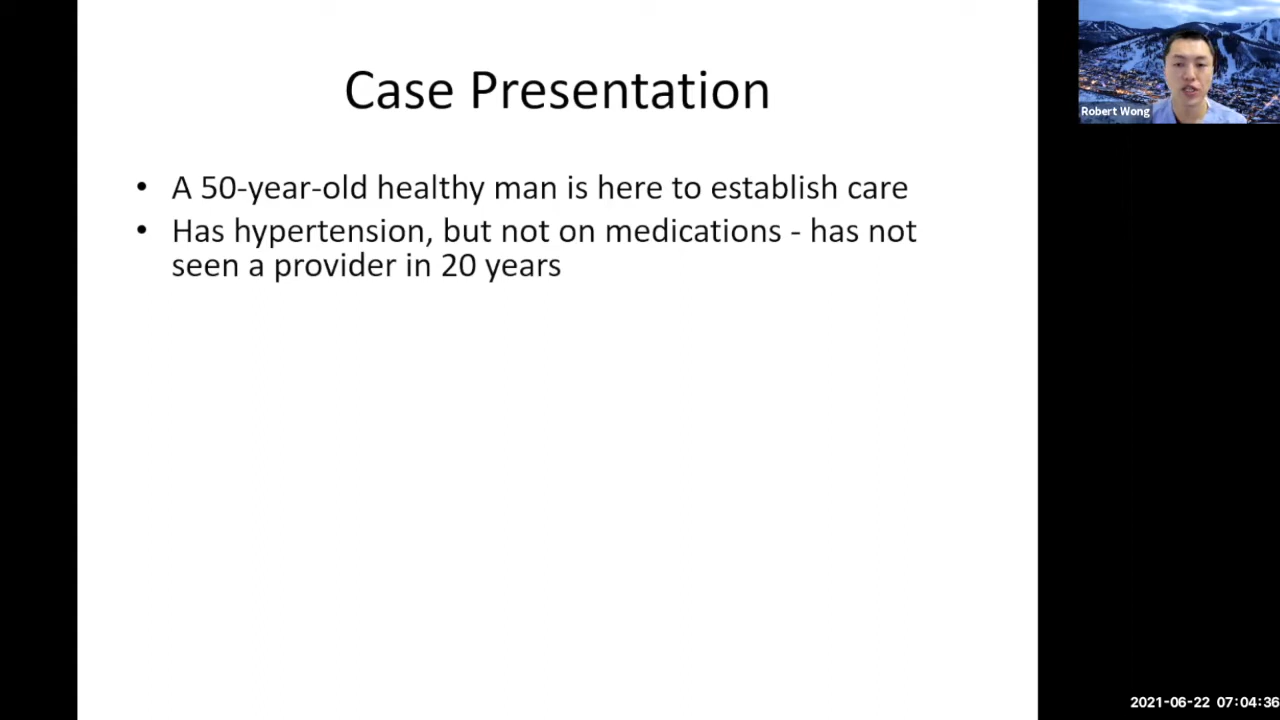 Case Presentation
• A 50-year-old healthy man is here to establish care
• Has hypertension, but not on medications - has not
seen a provider in 20 years
Robert Wong
2021-06-22 07:04:36